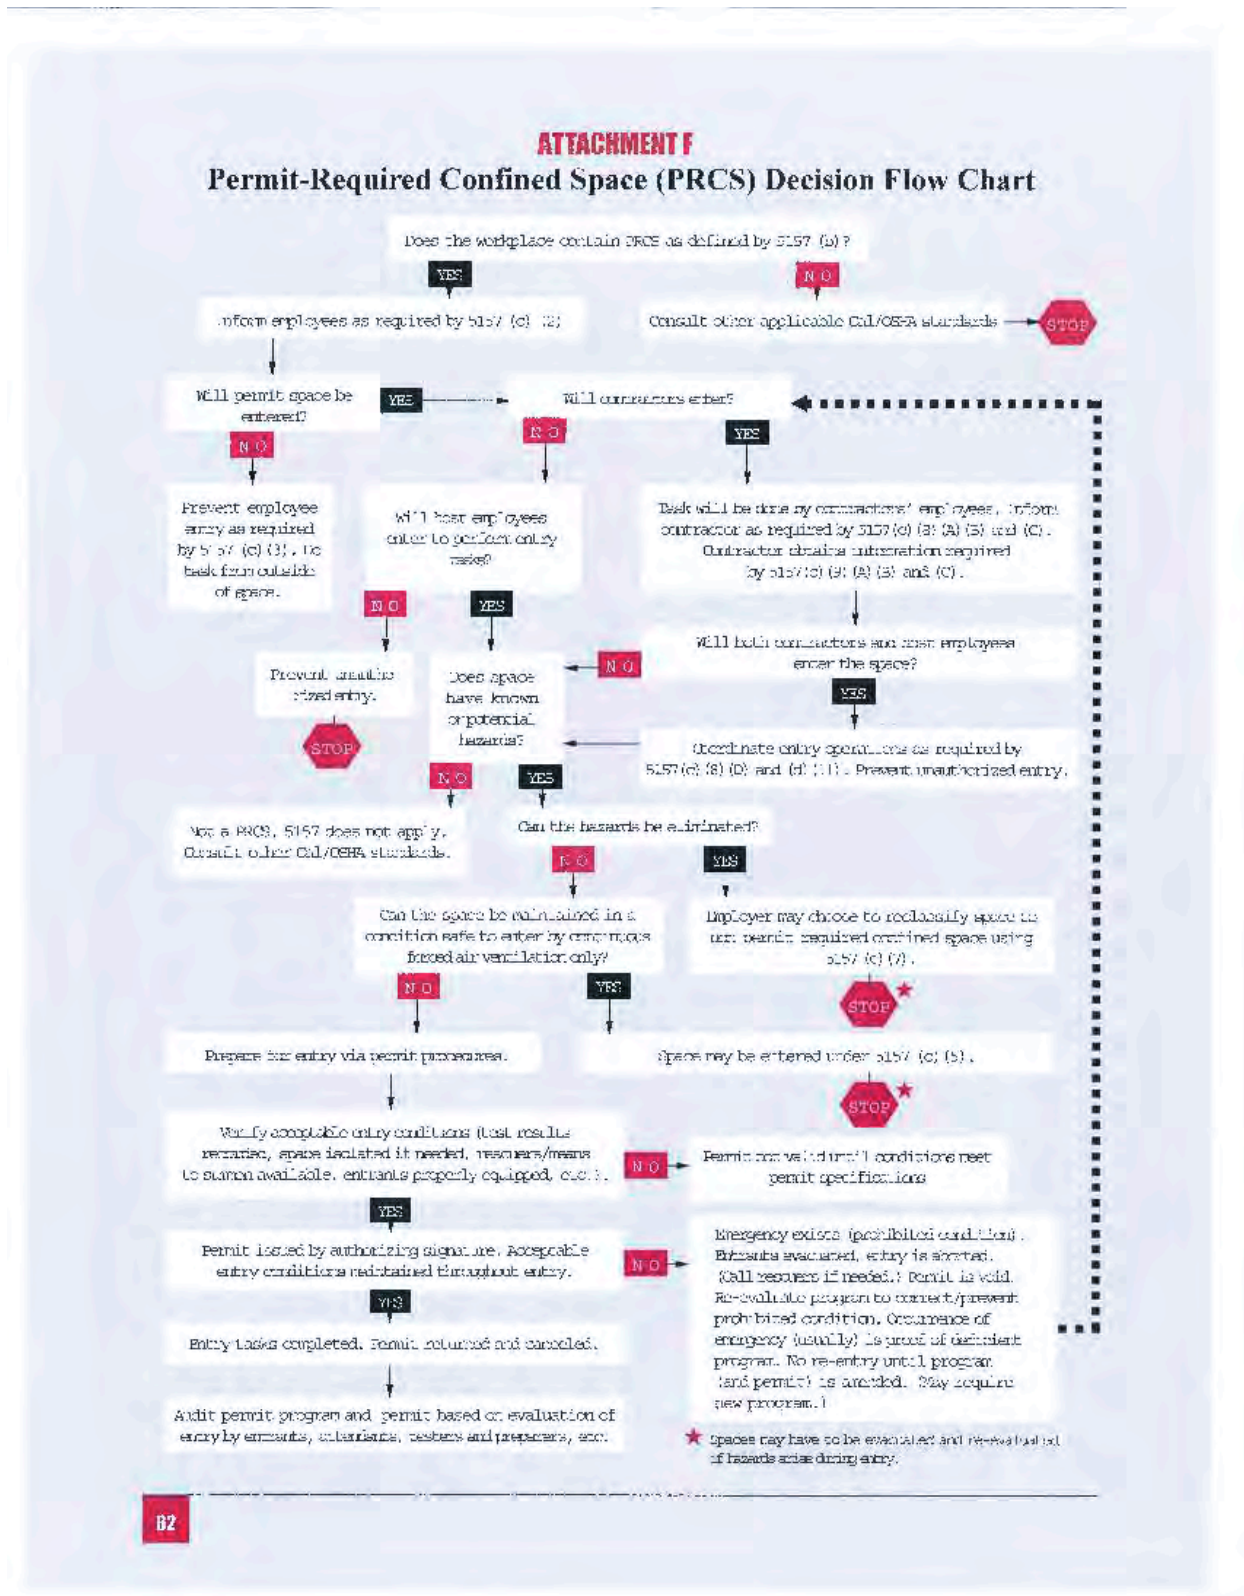 ATTACHMENT F
Permit-Required Confined Space (PRCS) Decision Flow Chart
Does the workplace contain PRCS as defined by 5157 (b)?
YES
NO
Inform employees as required by 5157 (c) (2)
Consult other applicable Cal/OSHA standards
STOP
Will permit space be
entered?
YES
Will contractors enter?
NO
NO
YES
Prevent employee
entry as required
by 5157 (c) (3). Do
task from outside
of space.
Will host employees
enter to perform entry
tasks?
Task will be done by contractors' employees. Inform
contractor as required by 5157(c) (8) (A) (B) and (C).
Contractor obtains information required
by 5157(c) (9) (A) (B) and (C).
NO
YES
Will both contractors and host employees
enter the space?
NO
YES
Prevent unautho
rized entry.
STOP
Does space
have known
or potential
hazards?
Coordinate entry operations as required by
5157(c) (8) (D) and (d) (11). Prevent unauthorized entry.
NO
YES
Not a PRCS, 5157 does not apply.
Consult other Cal/OSHA standards.
Can the hazards be eliminated?
NO
YES
Can the space be maintained in a
condition safe to enter by continuous
forced air ventilation only?
Employer may choose to reclassify space to
non permit required confined space using
5157 (c) (7).
STOP
NO
YES
Prepare for entry via permit procedures.
Space may be entered under 5157 (c) (5).
STOP
Verify acceptable entry conditions (test results
recorded, space isolated if needed, rescuers/means
to summon available, entrants properly equipped, etc.).
NO
Permit not valid until conditions meet
permit specifications
YES
Permit issued by authorizing signature. Acceptable
entry conditions maintained throughout entry.
NO
Emergency exists (prohibited condition).
Entrants evacuated, entry is aborted.
(Call rescuers if needed.) Permit is void.
Re-evaluate program to correct/prevent
prohibited condition. Occurrence of
emergency (usually) is proof of deficient
program. No re-entry until program
(and permit) is amended. (May require
new program.)
YES
Entry tasks completed. Permit returned and canceled.
Audit permit program and permit based on evaluation of
entry by entrants, attendants, testers and preparers, etc.
★ Spaces may have to be evacuated and re-evaluated
if hazards arise during entry.
82